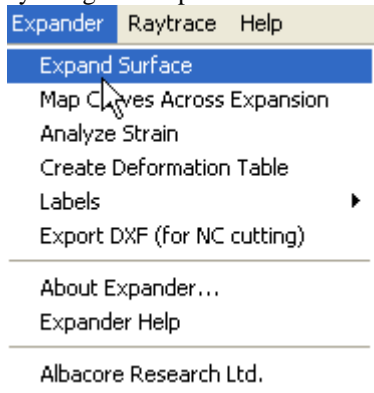 Expander Raytrace Help
Expand Surface
Map Curves Across Expansion
Analyze Strain
Create Deformation Table
Labels
Export DXF (for NC cutting)
About Expander...
Expander Help
Albacore Research Ltd.